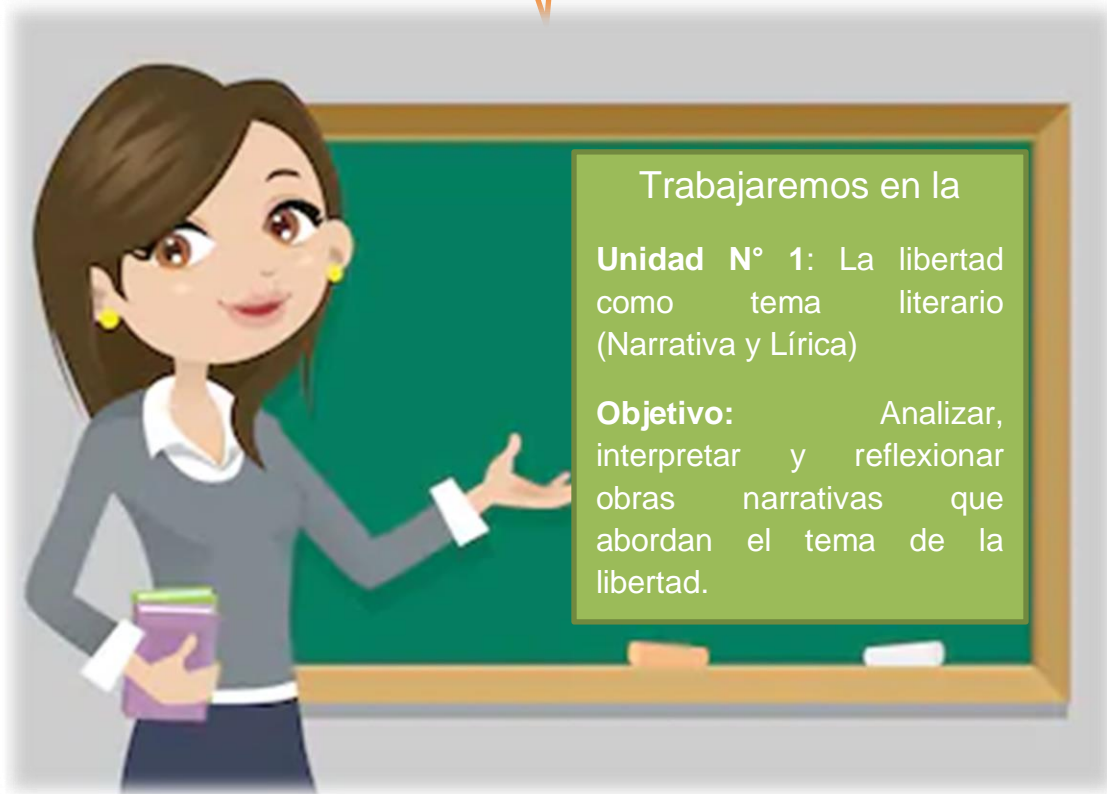 Trabajaremos en la
Unidad N° 1: La libertad
como tema literario
(Narrativa y Lírica)
Objetivo: Analizar,
interpretar y reflexionar
obras narrativas que
abordan el tema de la
libertad.